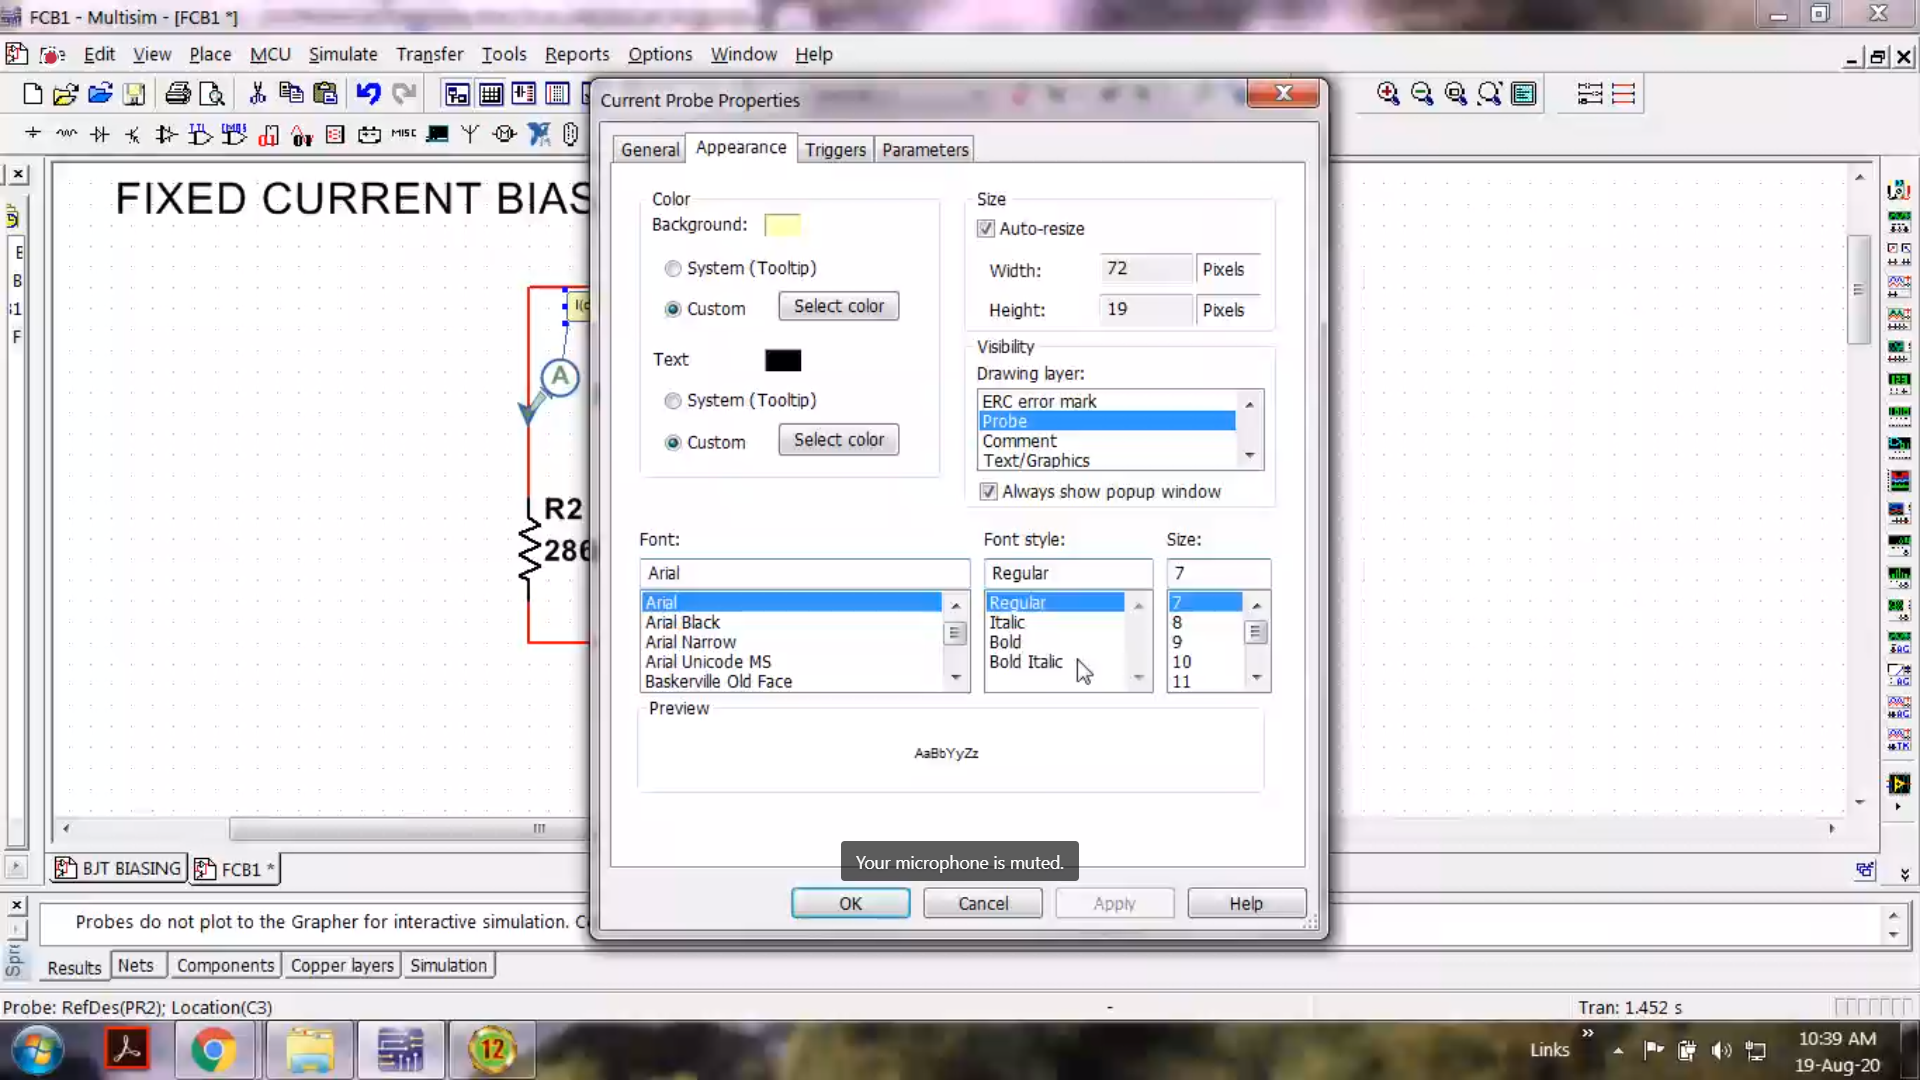 FCB1 - Multisim - [FCB1 *]
Edit View Place MCU Simulate Transfer Tools Reports Options Window Help
MISC
FIXED CURRENT BIAS
Current Probe Properties
General Appearance Triggers Parameters
Color
Background:
System (Tooltip)
Custom Select color
Text
System (Tooltip)
Custom Select color
Size
Auto-resize
Width: 72 Pixels
Height: 19 Pixels
Visibility
Drawing layer:
ERC error mark
Probe
Comment
Text/Graphics
Always show popup window
A
R2
286
Font: Font style: Size:
Arial Regular 7
Arial Regular 7
Arial Black Italic 8
Arial Narrow Bold 9
Arial Unicode MS Bold Italic 10
Baskerville Old Face 11
Preview
AaBbYyZz
Your microphone is muted.
OK Cancel Apply Help
BJT BIASING FCB1 *
Probes do not plot to the Grapher for interactive simulation.
Results Nets Components Copper layers Simulation
Probe: RefDes(PR2); Location(C3) - Tran: 1.452 s
12 Links 10:39 AM
19-Aug-20